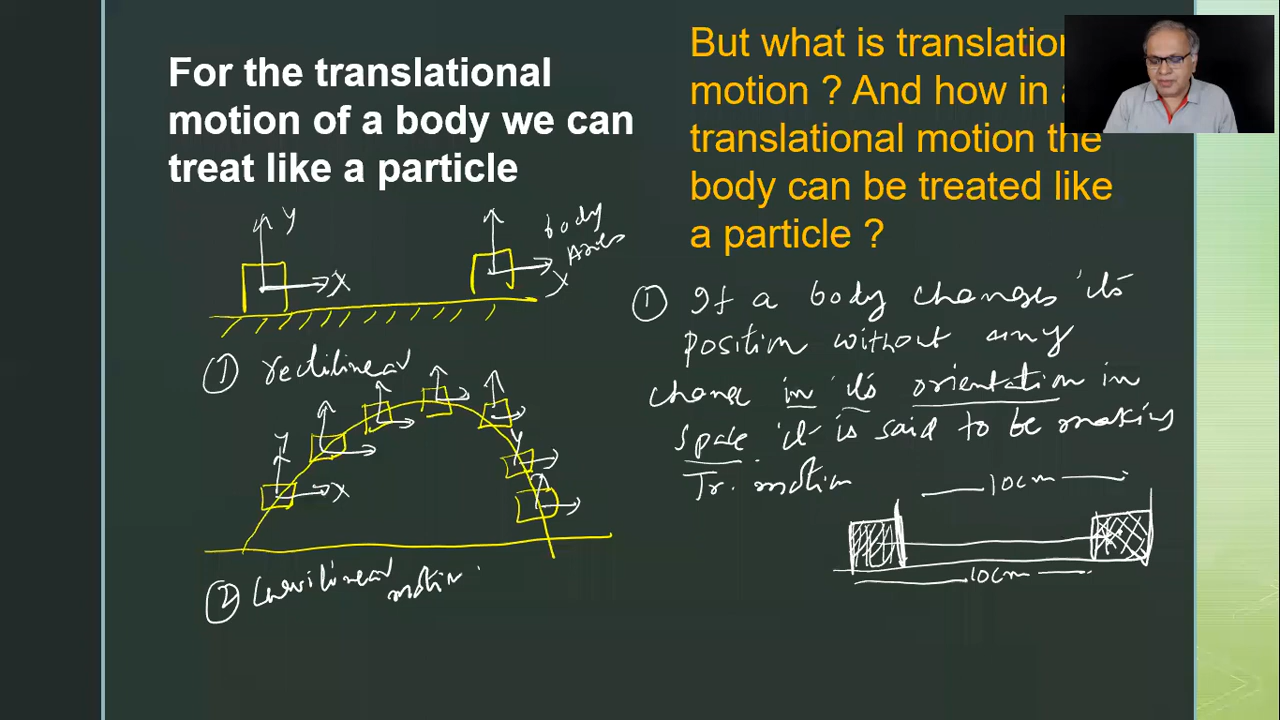 For the translational
motion of a body we can
treat like a particle
But what is translation
motion ? And how in a
translational motion the
body can be treated like
a particle ?
Y
X
body
Axes
X
① rectilinear
Y
X
Y
② Curvilinear
motion
① If a body changes its
position without any
change in its orientation in
space it is said to be making
Tr. motion
10cm
10cm